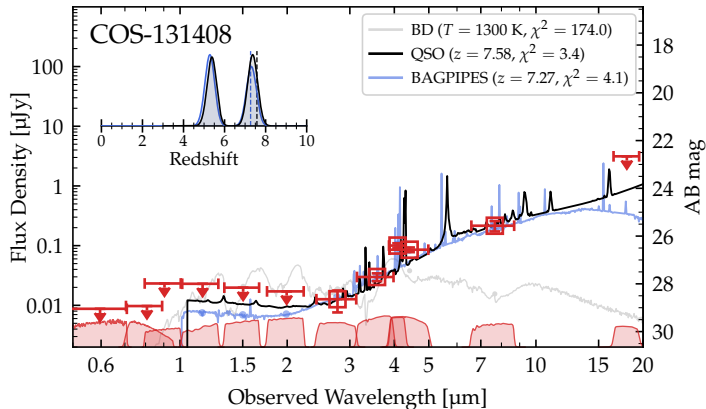 COS-131408
BD (T = 1300 K, χ² = 174.0)
QSO (z = 7.58, χ² = 3.4)
BAGPIPES (z = 7.27, χ² = 4.1)
0 2 4 6 8 10
Redshift
100
10
1
0.1
0.01
Flux Density [µJy]
18
20
22
24
26
28
30
AB mag
0.6 1 1.5 2 3 4 5 7 10 15 20
Observed Wavelength [µm]